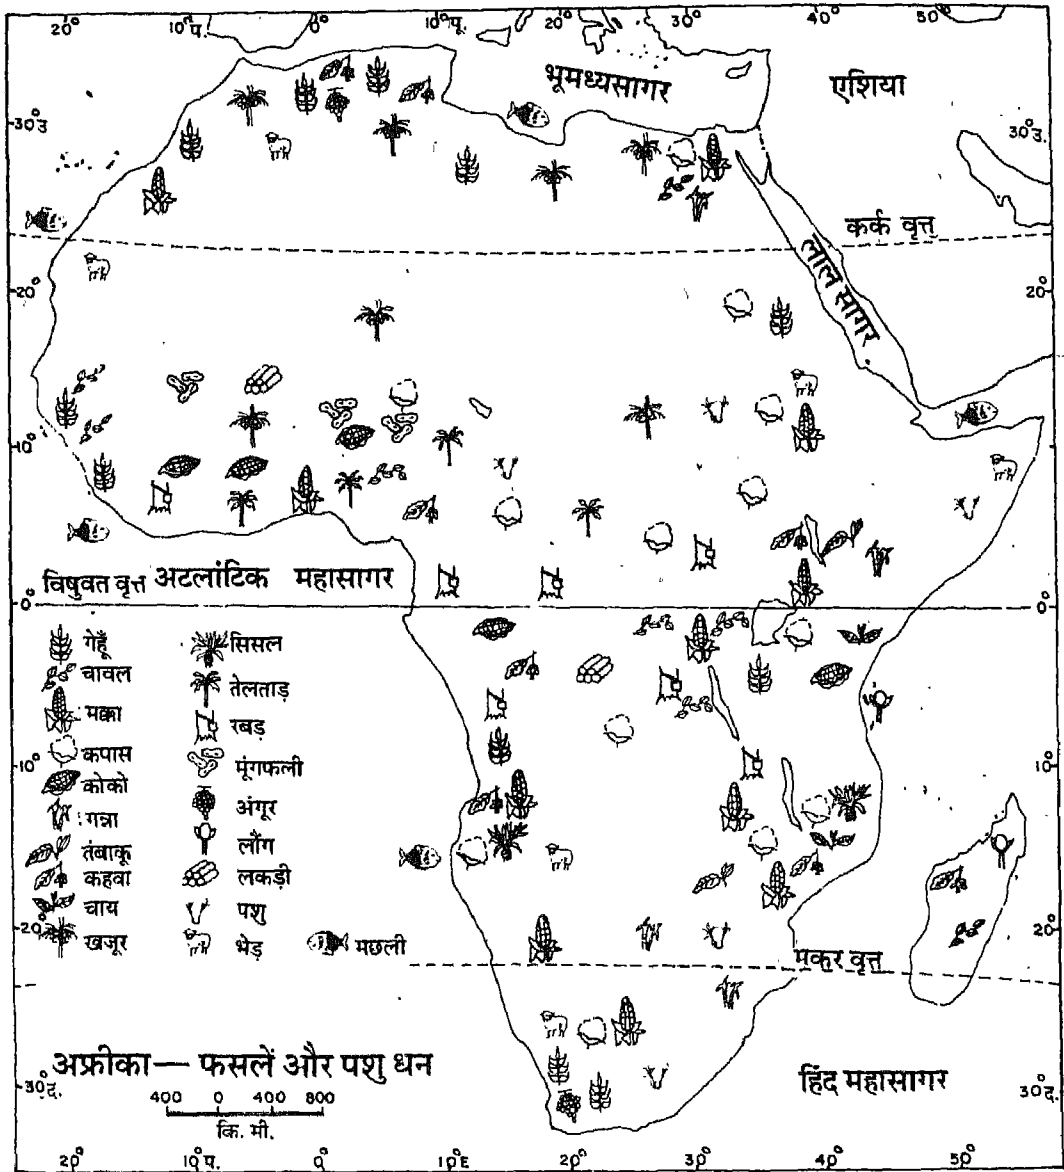 20° 10°प. 0° 10°पू. 20° 30° 40° 50°
भूमध्यसागर
एशिया
30°उ
30°उ.
कर्क वृत्त
लाल सागर
20°
20°
10°
10°
विषुवत वृत्त
अटलांटिक महासागर
0°
0°
गेहूँ
चावल
मक्का
कपास
कोको
गन्ना
तंबाकू
कहवा
चाय
खजूर
सिसल
तेलताड़
रबड़
मूंगफली
अंगूर
लौंग
लकड़ी
पशु
भेड़
मछली
10°
10°
20°
20°
मकर वृत्त
अफ्रीका— फसलें और पशु धन
400 0 400 800
कि. मी.
हिंद महासागर
30°द.
30°द.
20° 10°प. 0° 10°E 20° 30° 40° 50°